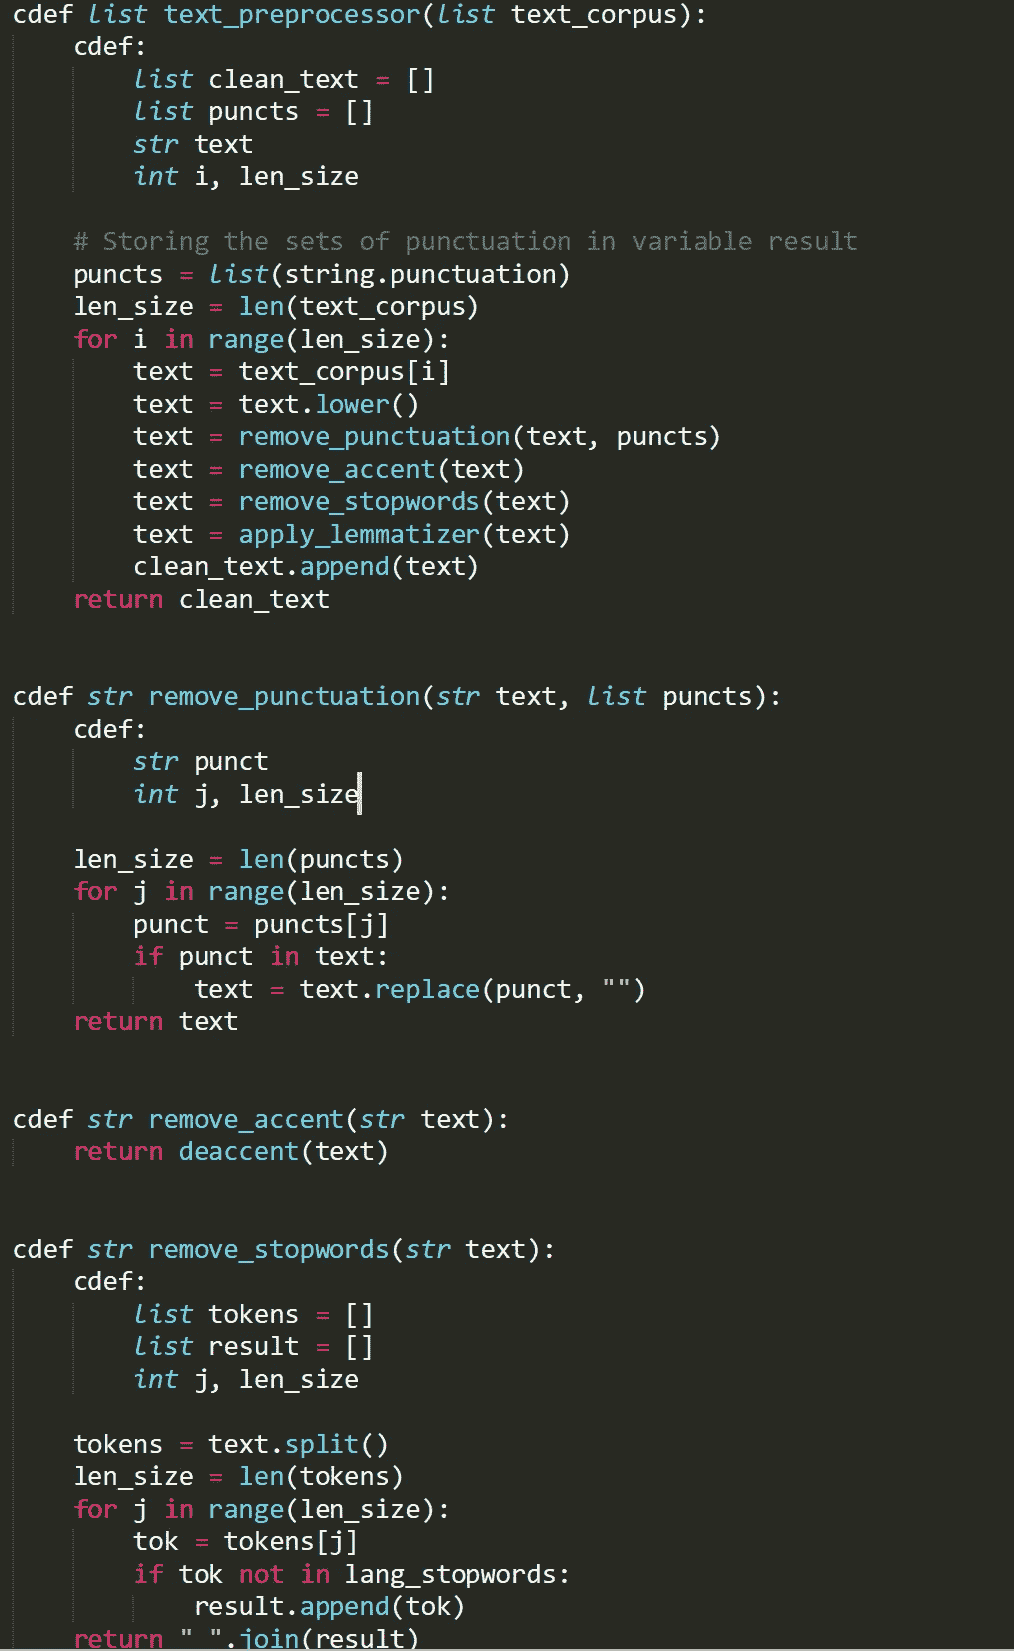 cdef list text_preprocessor(list text_corpus):
    cdef:
        list clean_text = []
        list puncts = []
        str text
        int i, len_size

    # Storing the sets of punctuation in variable result
    puncts = list(string.punctuation)
    len_size = len(text_corpus)
    for i in range(len_size):
        text = text_corpus[i]
        text = text.lower()
        text = remove_punctuation(text, puncts)
        text = remove_accent(text)
        text = remove_stopwords(text)
        text = apply_lemmatizer(text)
        clean_text.append(text)
    return clean_text


cdef str remove_punctuation(str text, list puncts):
    cdef:
        str punct
        int j, len_size

    len_size = len(puncts)
    for j in range(len_size):
        punct = puncts[j]
        if punct in text:
            text = text.replace(punct, "")
    return text


cdef str remove_accent(str text):
    return deaccent(text)


cdef str remove_stopwords(str text):
    cdef:
        list tokens = []
        list result = []
        int j, len_size

    tokens = text.split()
    len_size = len(tokens)
    for j in range(len_size):
        tok = tokens[j]
        if tok not in lang_stopwords:
            result.append(tok)
    return " ".join(result)